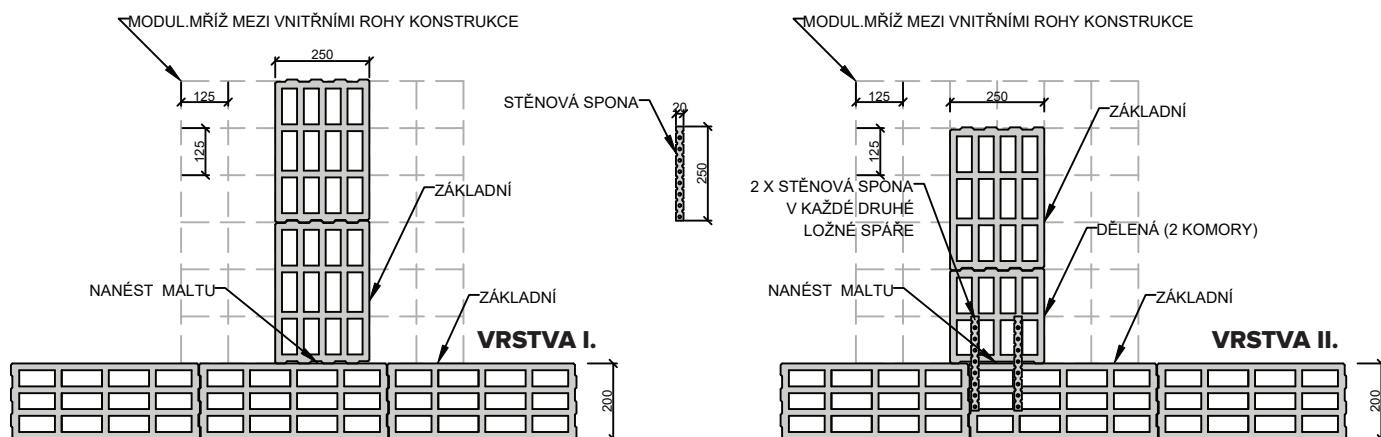 MODUL.MŘÍŽ MEZI VNITŘNÍMI ROHY KONSTRUKCE
250
125
125
ZÁKLADNÍ
NANÉST MALTU
ZÁKLADNÍ
VRSTVA I.
200
STĚNOVÁ SPONA
20
250
MODUL.MŘÍŽ MEZI VNITŘNÍMI ROHY KONSTRUKCE
250
125
125
ZÁKLADNÍ
2 X STĚNOVÁ SPONA
V KAŽDÉ DRUHÉ
LOŽNÉ SPÁŘE
DĚLENÁ (2 KOMORY)
NANÉST MALTU
ZÁKLADNÍ
VRSTVA II.
200